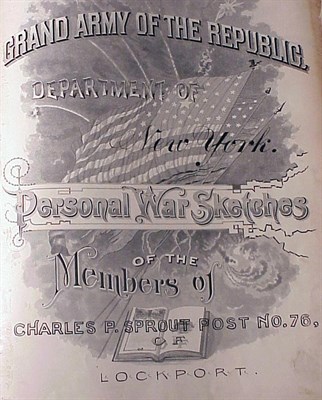 GRAND ARMY OF THE REPUBLIC.
DEPARTMENT OF
New York.
Personal War Sketches
OF THE
Members of
CHARLES P. SPROUT POST NO. 76,
OF
LOCKPORT.